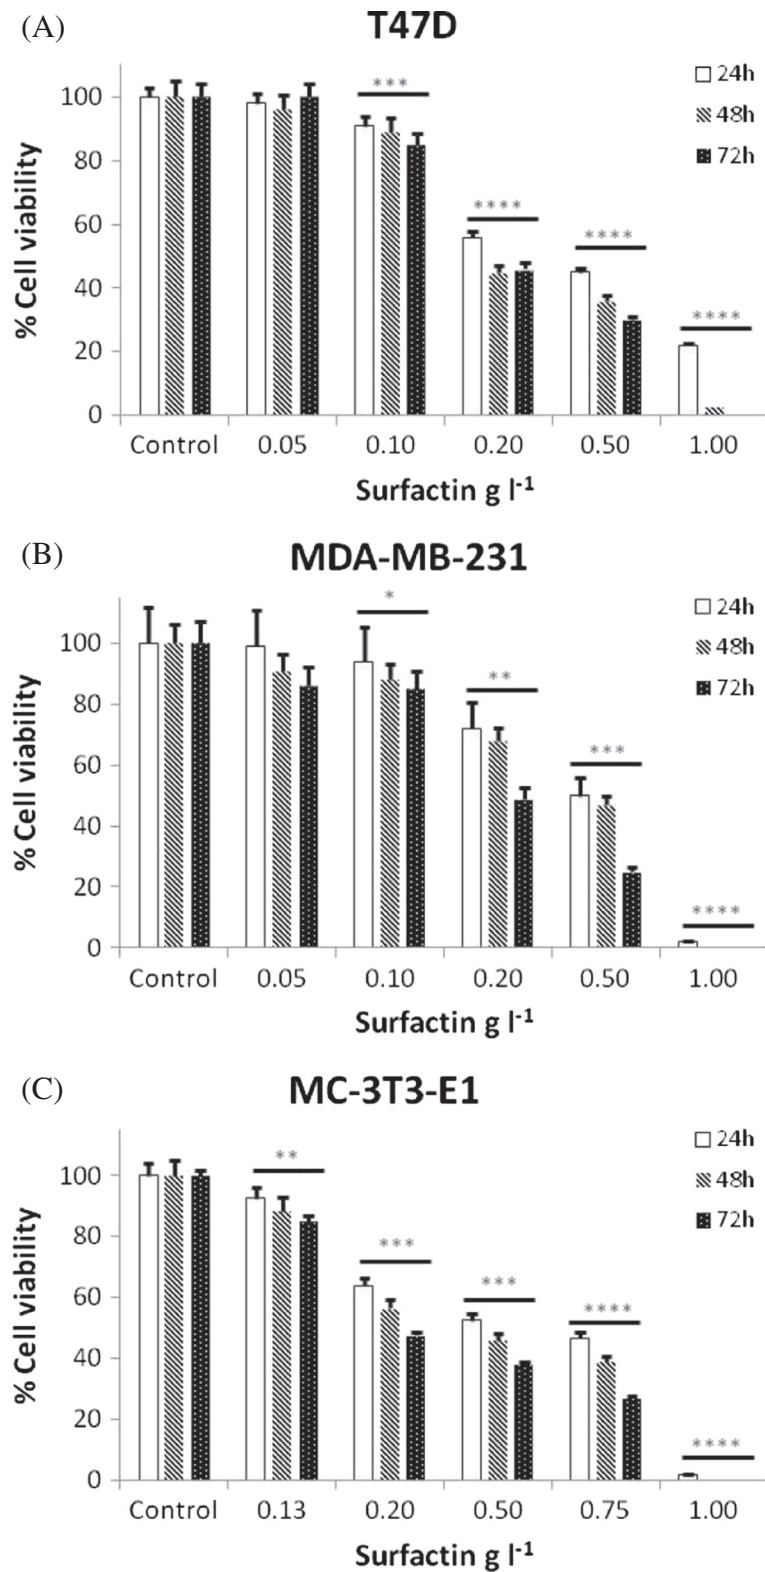 (A)
T47D
% Cell viability
100
80
60
40
20
0
***
****
****
****
24h
48h
72h
Control 0.05 0.10 0.20 0.50 1.00
Surfactin g l⁻¹
(B)
MDA-MB-231
% Cell viability
100
80
60
40
20
0
*
**
***
****
24h
48h
72h
Control 0.05 0.10 0.20 0.50 1.00
Surfactin g l⁻¹
(C)
MC-3T3-E1
% Cell viability
100
80
60
40
20
0
**
***
***
****
****
24h
48h
72h
Control 0.13 0.20 0.50 0.75 1.00
Surfactin g l⁻¹